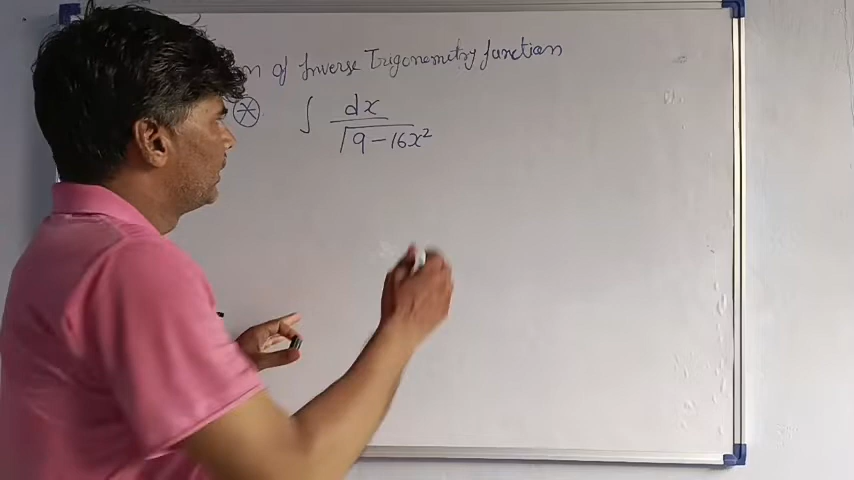 of Inverse Trigonometry function
∫ dx / √9 - 16x²